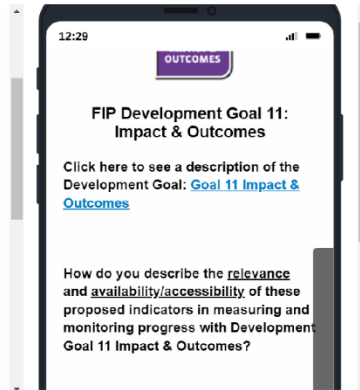 12:29
OUTCOMES
FIP Development Goal 11:
Impact & Outcomes
Click here to see a description of the
Development Goal: Goal 11 Impact &
Outcomes
How do you describe the relevance
and availability/accessibility of these
proposed indicators in measuring and
monitoring progress with Development
Goal 11 Impact & Outcomes?